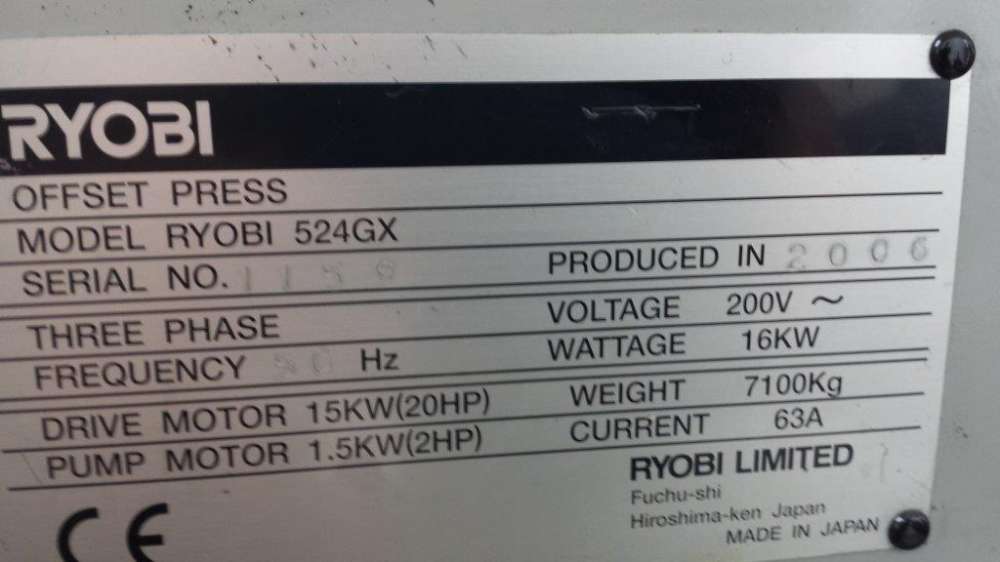 RYOBI
OFFSET PRESS
MODEL RYOBI 524GX
SERIAL NO. 1156 PRODUCED IN 2006
THREE PHASE VOLTAGE 200V ~
FREQUENCY 50 Hz WATTAGE 16KW
DRIVE MOTOR 15KW(20HP) WEIGHT 7100Kg
PUMP MOTOR 1.5KW(2HP) CURRENT 63A
RYOBI LIMITED
Fuchu-shi
Hiroshima-ken Japan
MADE IN JAPAN
CE